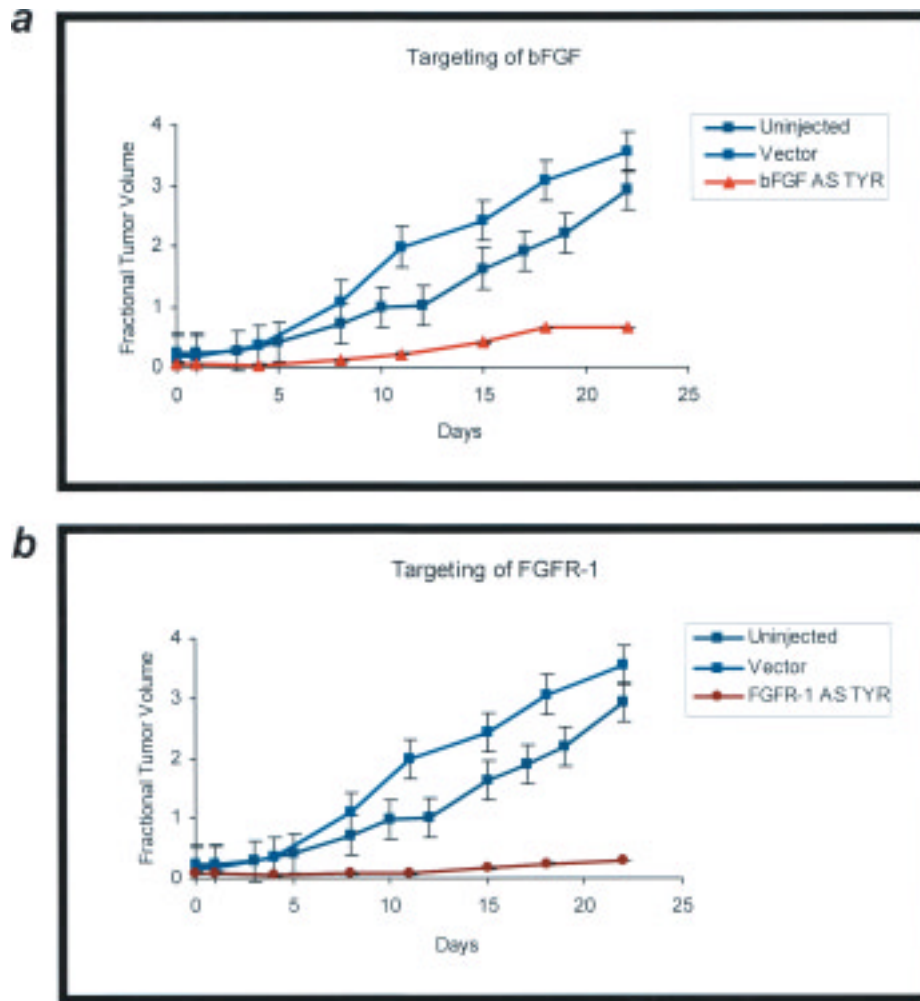 a
Targeting of bFGF
Fractional Tumor Volume
4
3
2
1
0
0 5 10 15 20 25
Days
Uninjected
Vector
bFGF AS TYR
b
Targeting of FGFR-1
Fractional Tumor Volume
4
3
2
1
0
0 5 10 15 20 25
Days
Uninjected
Vector
FGFR-1 AS TYR